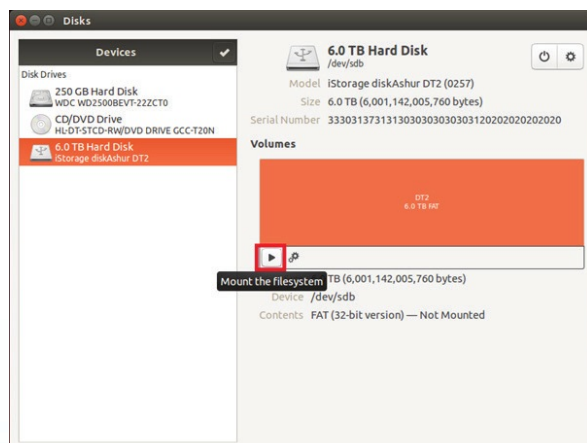 Disks
Devices
Disk Drives
250 GB Hard Disk
WDC WD2500BEVT-22ZCT0
CD/DVD Drive
HL-DT-STCD-RW/DVD DRIVE GCC-T20N
6.0 TB Hard Disk
iStorage diskAshur DT2
6.0 TB Hard Disk
/dev/sdb
Model iStorage diskAshur DT2 (0257)
Size 6.0 TB (6,001,142,005,760 bytes)
Volumes
DT2
6.0 TB FAT
Mount the filesystem
TB (6,001,142,005,760 bytes)
Device /dev/sdb
Contents FAT (32-bit version) — Not Mounted